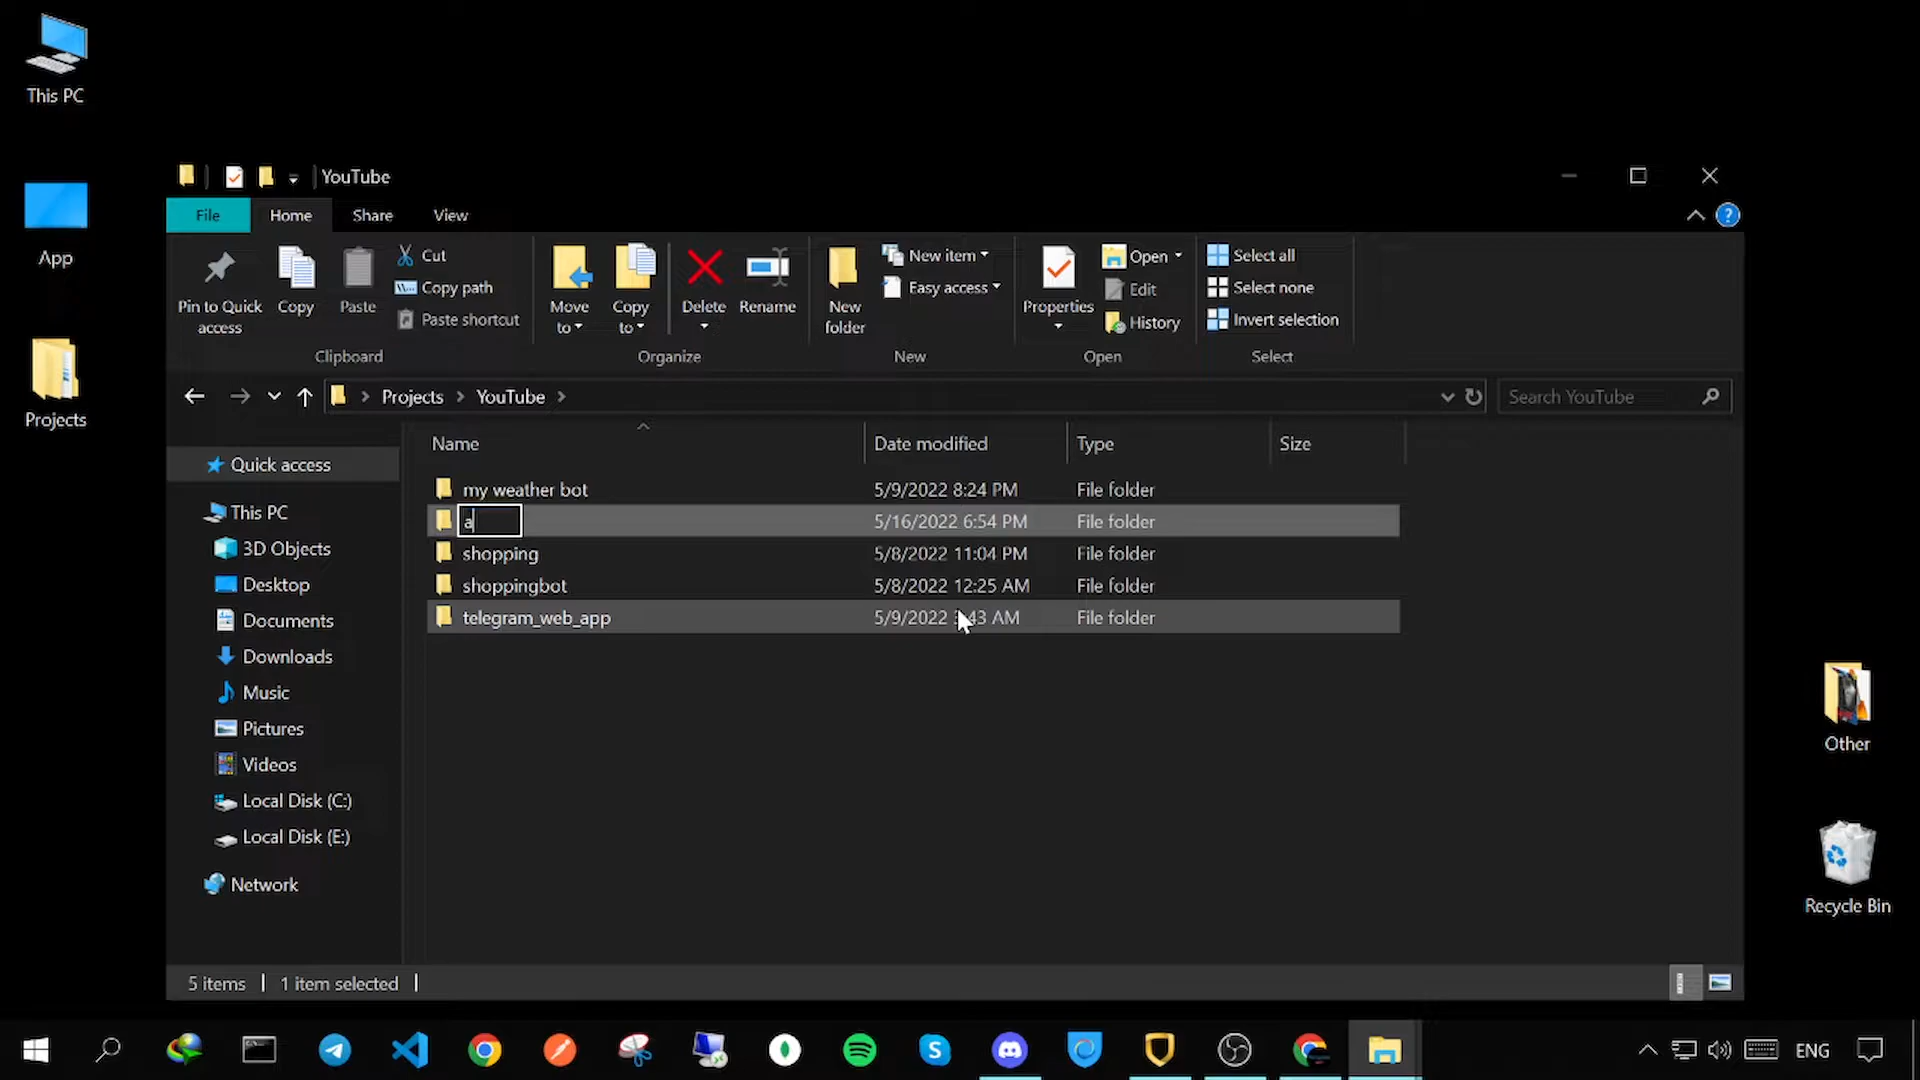 This PC
App
Projects
Other
Recycle Bin
YouTube
File Home Share View
Pin to Quick access
Copy
Paste
Cut
Copy path
Paste shortcut
Clipboard
Move to
Copy to
Delete
Rename
Organize
New folder
New item
Easy access
New
Properties
Open
Edit
History
Open
Select all
Select none
Invert selection
Select
Projects YouTube
Search YouTube
Quick access
This PC
3D Objects
Desktop
Documents
Downloads
Music
Pictures
Videos
Local Disk (C:)
Local Disk (E:)
Network
Name Date modified Type Size
my weather bot 5/9/2022 8:24 PM File folder
a 5/16/2022 6:54 PM File folder
shopping 5/8/2022 11:04 PM File folder
shoppingbot 5/8/2022 12:25 AM File folder
telegram_web_app 5/9/2022 AM File folder
5 items 1 item selected
ENG